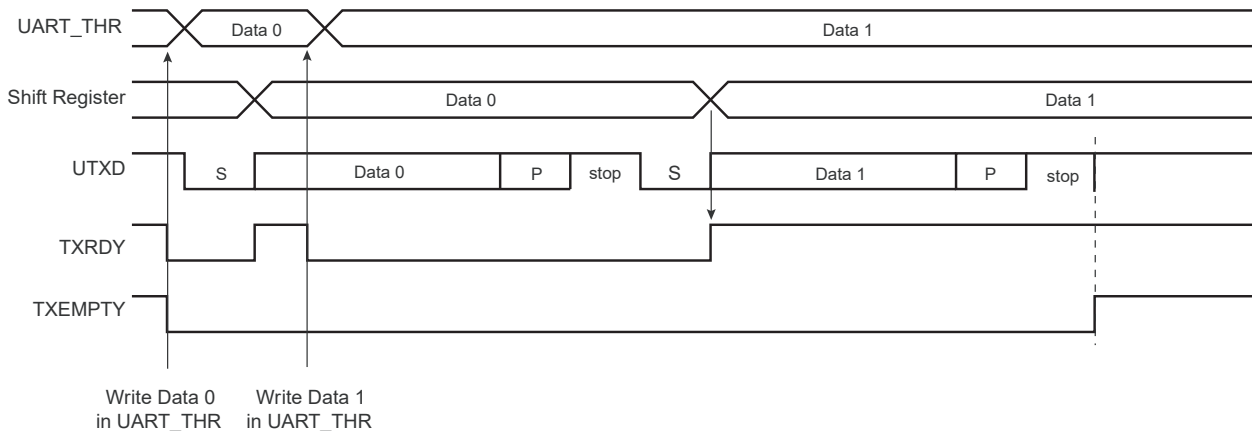 UART_THR Data 0 Data 1
Shift Register Data 0 Data 1
UTXD S Data 0 P stop S Data 1 P stop
TXRDY
TXEMPTY
Write Data 0 Write Data 1
in UART_THR in UART_THR